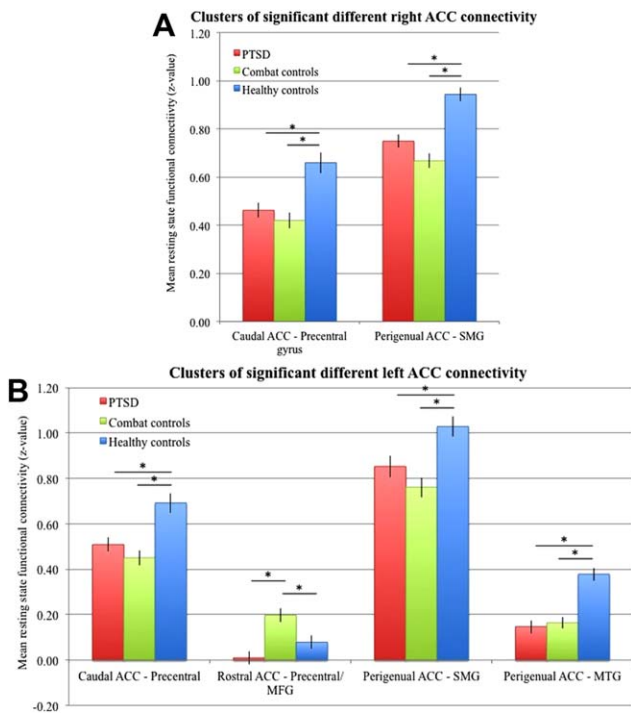 A
Clusters of significant different right ACC connectivity
Mean resting state functional connectiivty (z-value)
1.20
1.00
0.80
0.60
0.40
0.20
0.00
PTSD
Combat controls
Healthy controls
*
*
*
*
Caudal ACC - Precentral
gyrus
Perigenual ACC - SMG
B
Clusters of significant different left ACC connectivity
Mean resting state functional connectivity (z-value)
1.20
1.00
0.80
0.60
0.40
0.20
0.00
-0.20
PTSD
Combat controls
Healthy controls
*
*
*
*
*
*
*
*
Caudal ACC - Precentral
Rostral ACC - Precentral/
MFG
Perigenual ACC - SMG
Perigenual ACC - MTG